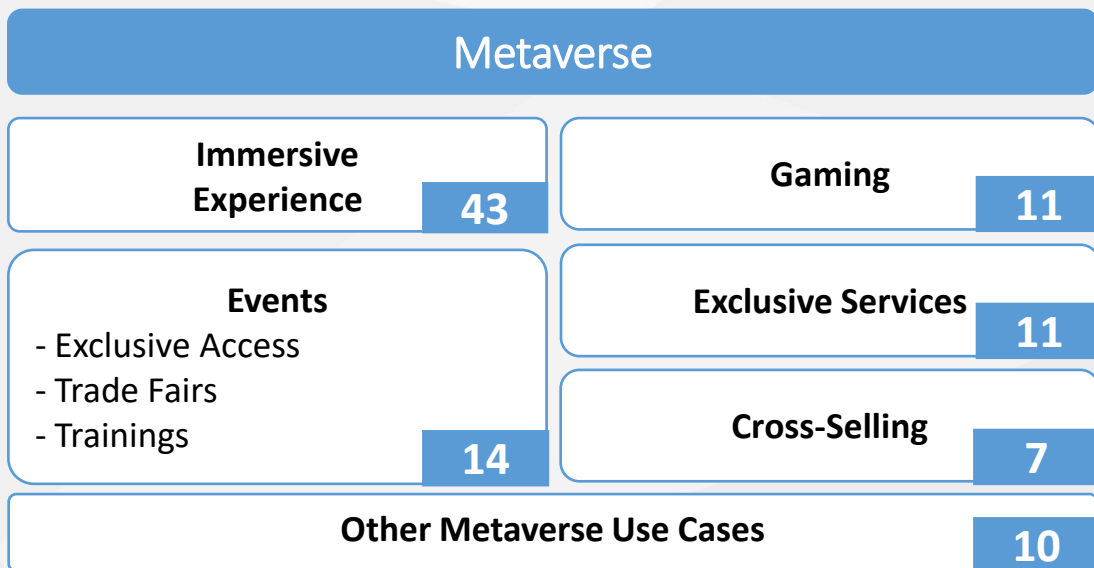 Metaverse
Immersive
Experience
43
Gaming
11
Events
- Exclusive Access
- Trade Fairs
- Trainings
14
Exclusive Services
11
Cross-Selling
7
Other Metaverse Use Cases
10